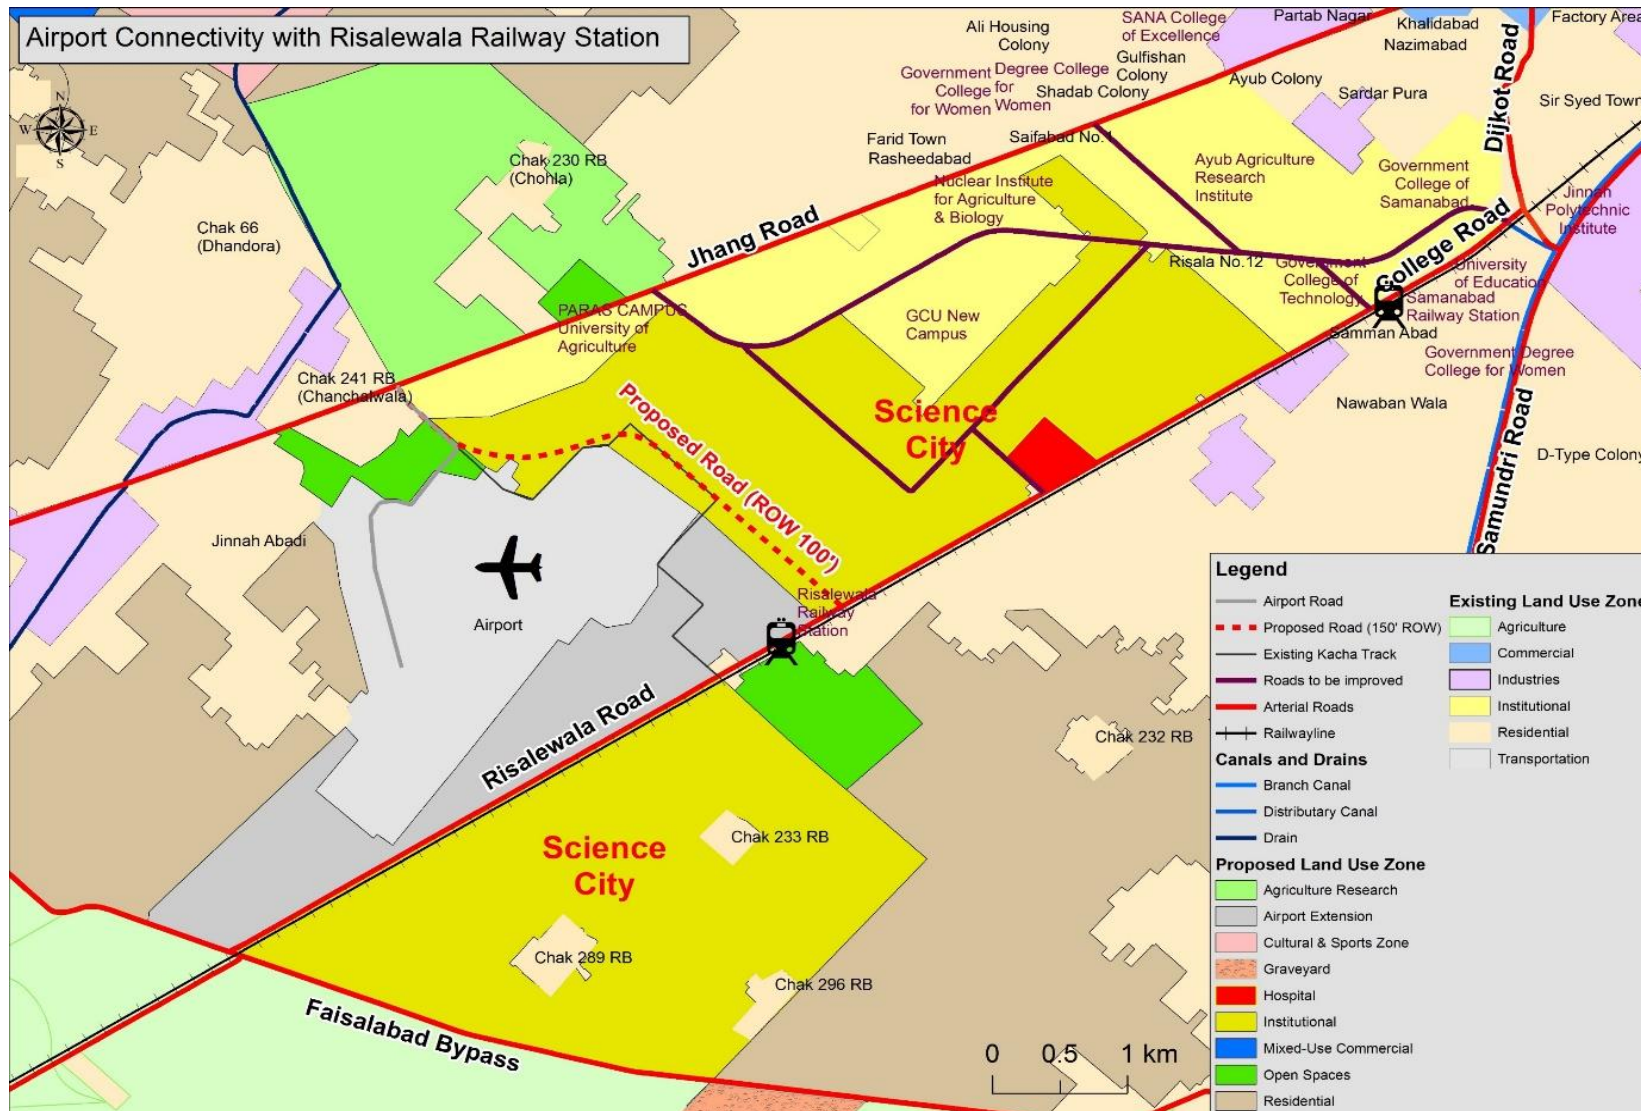 Airport Connectivity with Risalewala Railway Station
N
W
E
S
Ali Housing
Colony
SANA College
of Excellence
Partab Nagar
Khalidabad
Nazimabad
Factory Area
Dijkot Road
Gulfishan
Colony
Government
College
for Women
Degree College
for
Women
Shadab Colony
Ayub Colony
Sardar Pura
Sir Syed Town
Farid Town
Rasheedabad
Saifabad No.1
Chak 230 RB
(Chohla)
Nuclear Institute
for Agriculture
& Biology
Ayub Agriculture
Research
Institute
Government
College of
Samanabad
Jinnah
Polytechnic
Institute
Chak 66
(Dhandora)
Jhang Road
College Road
Risala No.12
Government
College of
Technology
University
of Education
Samanabad
Railway Station
Samman Abad
PARAS CAMPUS
University of
Agriculture
GCU New
Campus
Government Degree
College for Women
Chak 241 RB
(Chanchalwala)
Nawaban Wala
Proposed Road (ROW 100')
Science
City
Samundri Road
D-Type Colony
Jinnah Abadi
Airport
Risalewala
Railway
Station
Risalewala Road
Chak 232 RB
Chak 233 RB
Science
City
Chak 289 RB
Chak 296 RB
Faisalabad Bypass
0 0.5 1 km
Legend
Airport Road
Proposed Road (150' ROW)
Existing Kacha Track
Roads to be improved
Arterial Roads
Railwayline
Canals and Drains
Branch Canal
Distributary Canal
Drain
Proposed Land Use Zone
Agriculture Research
Airport Extension
Cultural & Sports Zone
Graveyard
Hospital
Institutional
Mixed-Use Commercial
Open Spaces
Residential
Existing Land Use Zone
Agriculture
Commercial
Industries
Institutional
Residential
Transportation